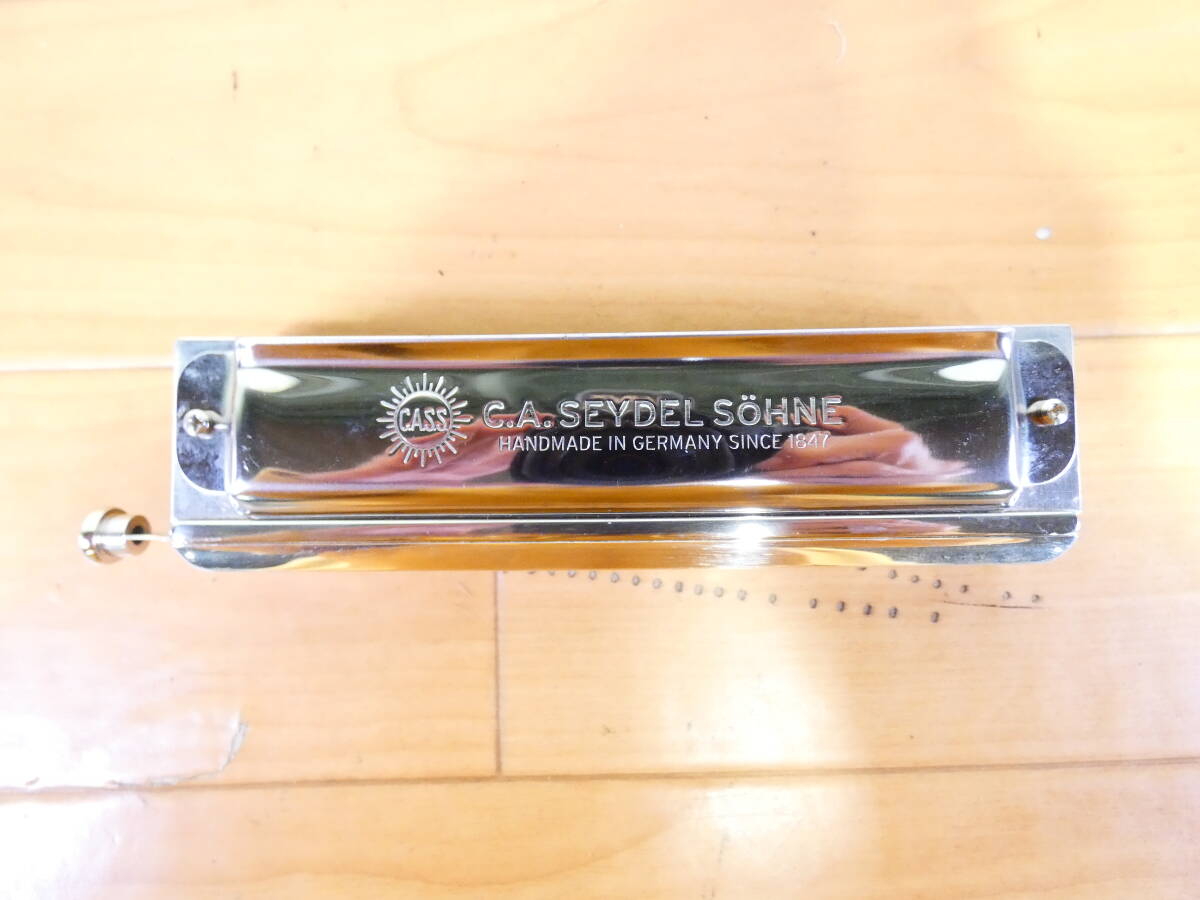 C.A.S.S
C.A. SEYDEL SÖHNE
HANDMADE IN GERMANY SINCE 1847